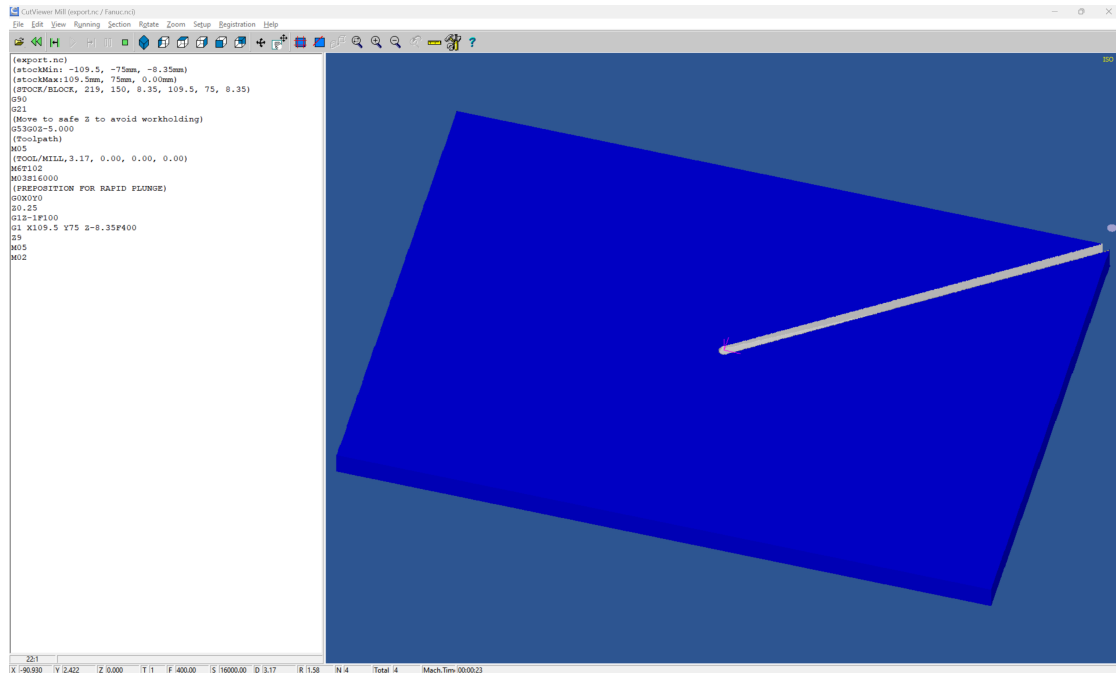 CutViewer Mill (export.nc / Fanuc.nci)
File Edit View Running Section Rotate Zoom Setup Registration Help
(export.nc)
(stockMin: -109.5, -75mm, -8.35mm)
(stockMax:109.5mm, 75mm, 0.00mm)
(STOCK/BLOCK, 219, 150, 8.35, 109.5, 75, 8.35)
G90
G21
(Move to safe Z to avoid workholding)
G53G0Z-5.000
(Toolpath)
M05
(TOOL/MILL,3.17, 0.00, 0.00, 0.00)
M6T102
M03S16000
(PREPOSITION FOR RAPID PLUNGE)
G0X0Y0
Z0.25
G1Z-1F100
G1 X109.5 Y75 Z-8.35F400
Z9
M05
M02
ISO
22:1
X -90.930 Y 2.422 Z 0.000 T 1 F 400.00 S 16000.00 D 3.17 R 1.58 N 4 Total 4 Mach.Time 00:00:23